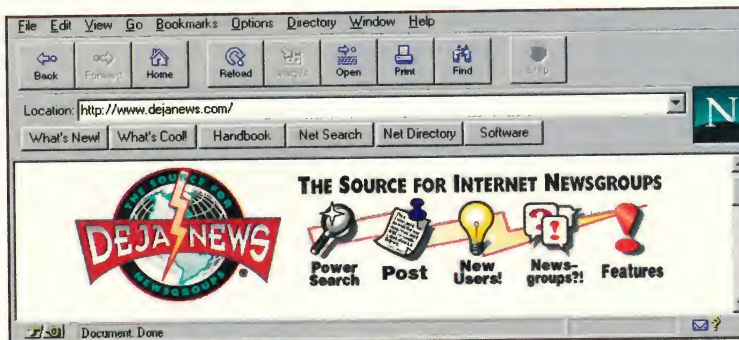 File Edit View Go Bookmarks Options Directory Window Help
Back Forward Home Reload Images Open Print Find Stop
Location: http://www.dejanews.com/
What's New! What's Cool! Handbook Net Search Net Directory Software
N
THE SOURCE FOR INTERNET NEWSGROUPS
THE SOURCE FOR
DEJA NEWS
NEWSGROUPS
®
Power Search
Post
New Users!
News-
groups?!
Features
Document: Done